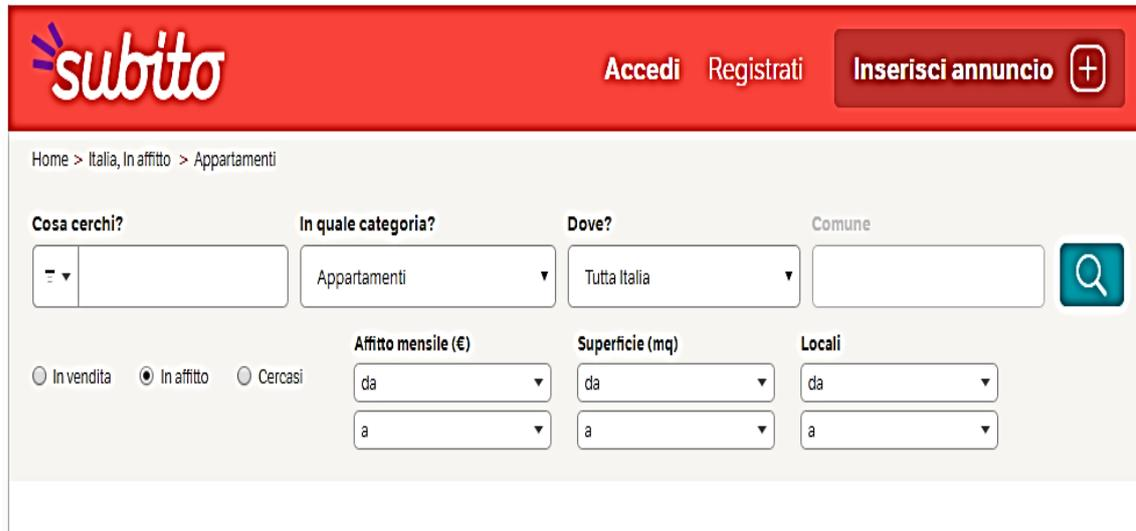 subito
Accedi Registrati Inserisci annuncio +
Home > Italia, In affitto > Appartamenti
Cosa cerchi? In quale categoria? Dove? Comune
Appartamenti Tutta Italia
Affitto mensile (€) Superficie (mq) Locali
In vendita In affitto Cercasi da da da
a a a